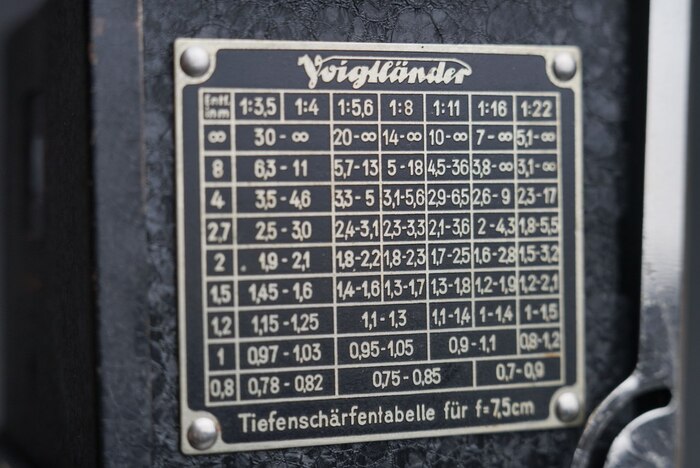 Voigtländer
Entf. inm 1:3,5 1:4 1:5,6 1:8 1:11 1:16 1:22
∞ 30-∞ 20-∞ 14-∞ 10-∞ 7-∞ 5,1-∞
8 6,3-11 5,7-13 5-18 4,5-36 3,8-∞ 3,1-∞
4 3,5-4,6 3,3-5 3,1-5,6 2,9-6,5 2,6-9 2,3-17
2,7 2,5-3,0 2,4-3,1 2,3-3,3 2,1-3,6 2-4,3 1,8-5,5
2 1,9-2,1 1,8-2,2 1,8-2,3 1,7-2,5 1,6-2,8 1,5-3,2
1,5 1,45-1,6 1,4-1,6 1,3-1,7 1,3-1,8 1,2-1,9 1,2-2,1
1,2 1,15-1,25 1,1-1,3 1,1-1,4 1-1,4 1-1,5
1 0,97-1,03 0,95-1,05 0,9-1,1 0,8-1,2
0,8 0,78-0,82 0,75-0,85 0,7-0,9
Tiefenschärfentabelle für f=7,5cm